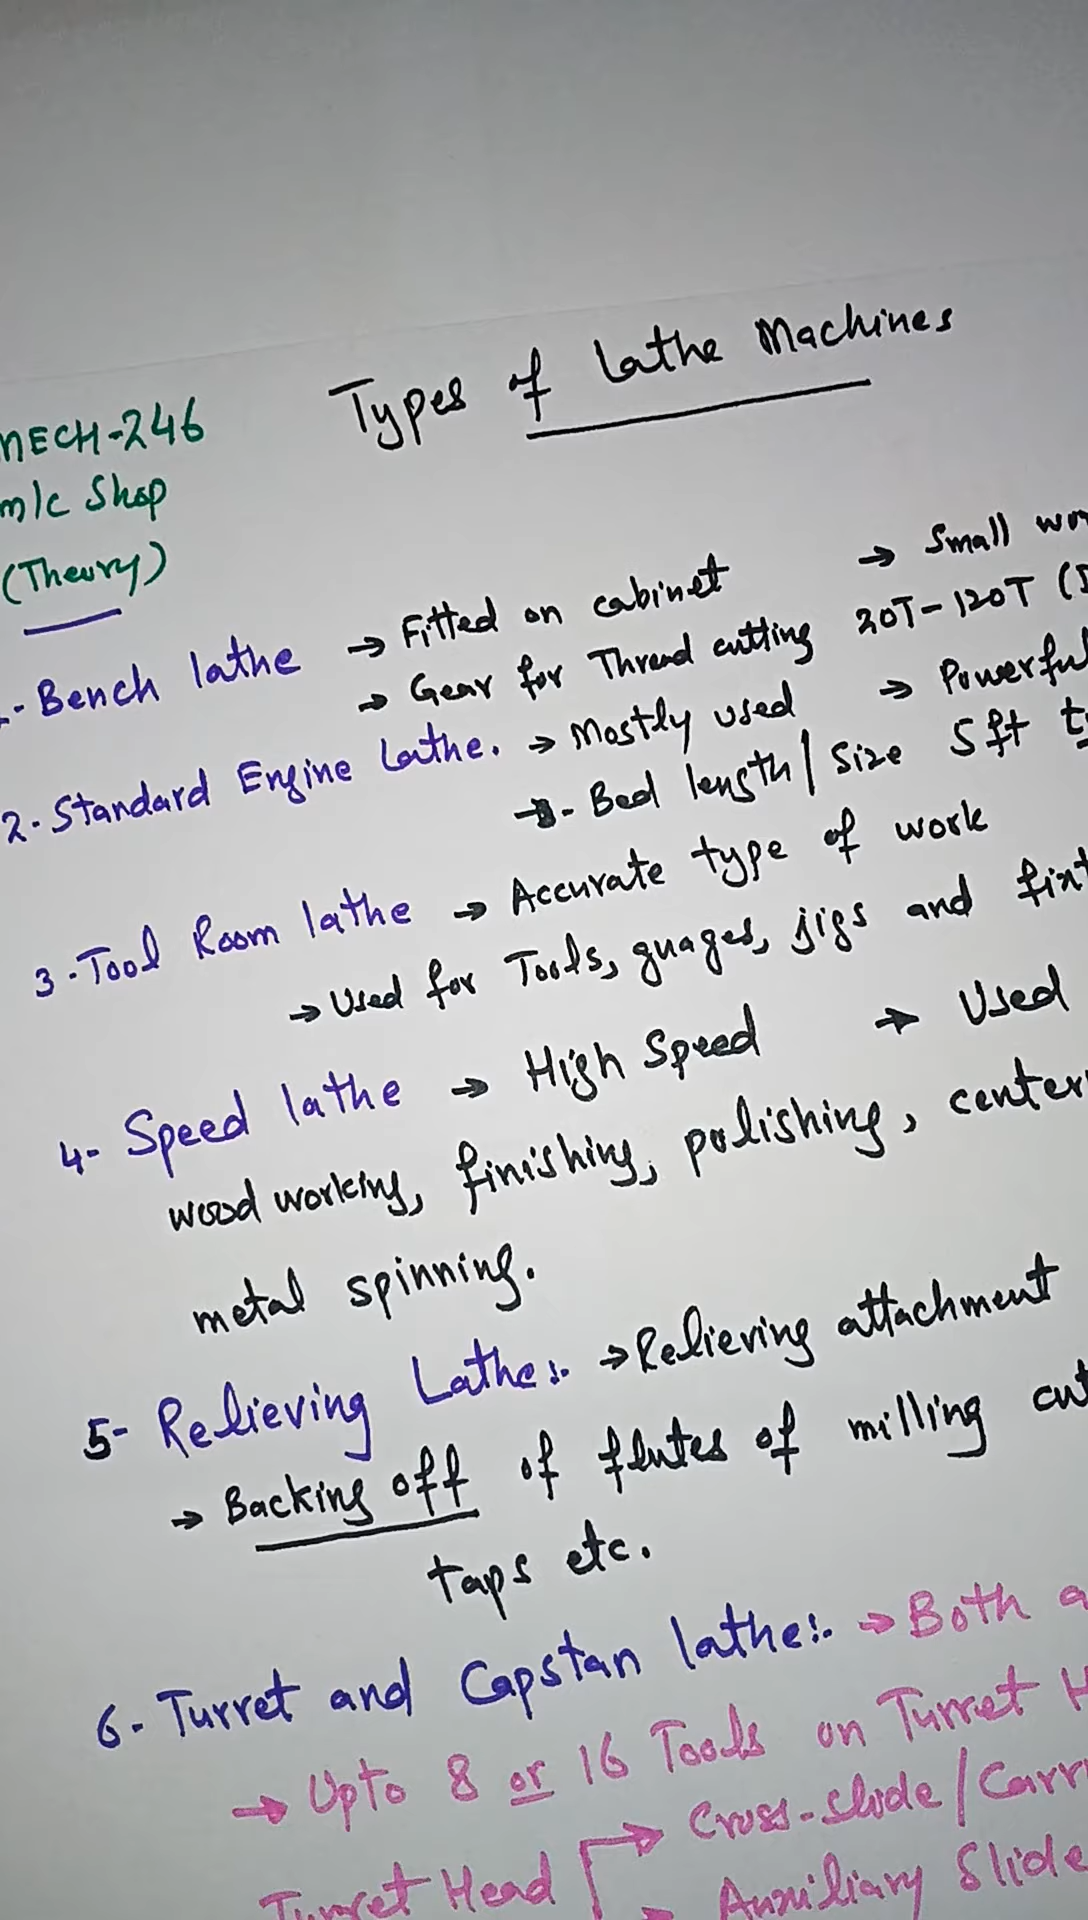 Types of Lathe Machines
MECH-246
m/c Shop
(Theory)
1.- Bench lathe → Fitted on cabinet → Small
→ Gear for Thread cutting 20T-120T
2.- Standard Engine Lathe. → Mostly used → Powerful
→ - Bed length / Size 5ft
3.- Tool Room lathe → Accurate type of work
→ Used for Tools, guages, jigs and
4- Speed lathe → High Speed → Used
wood working, finishing, polishing,
metal spinning.
5- Relieving Lathe:- → Relieving attachment
→ Backing off of flutes of milling
taps etc.
6- Turret and Capstan lathe:- → Both
→ Upto 8 or 16 Tools on Turret
Turret Head → Cross-slide /
→ Auxiliary Slide